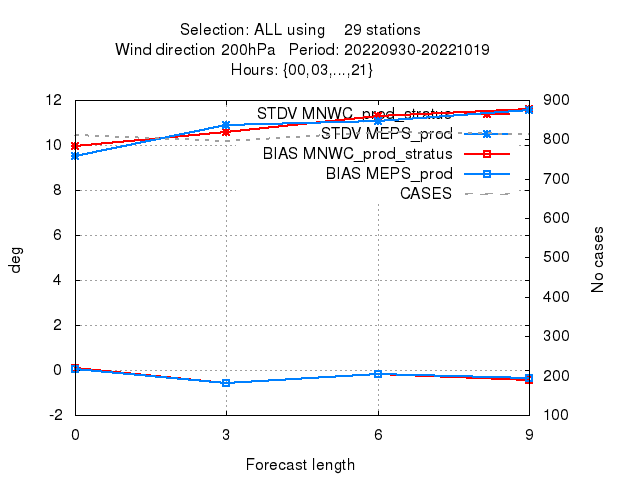 Selection: ALL using    29 stations
Wind direction 200hPa   Period: 20220930-20221019
Hours: {00,03,...,21}
STDV MNWC_prod_stratus
STDV MEPS_prod
BIAS MNWC_prod_stratus
BIAS MEPS_prod
CASES
12
10
8
6
4
2
0
-2
deg
900
800
700
600
500
400
300
200
100
No cases
0 3 6 9
Forecast length